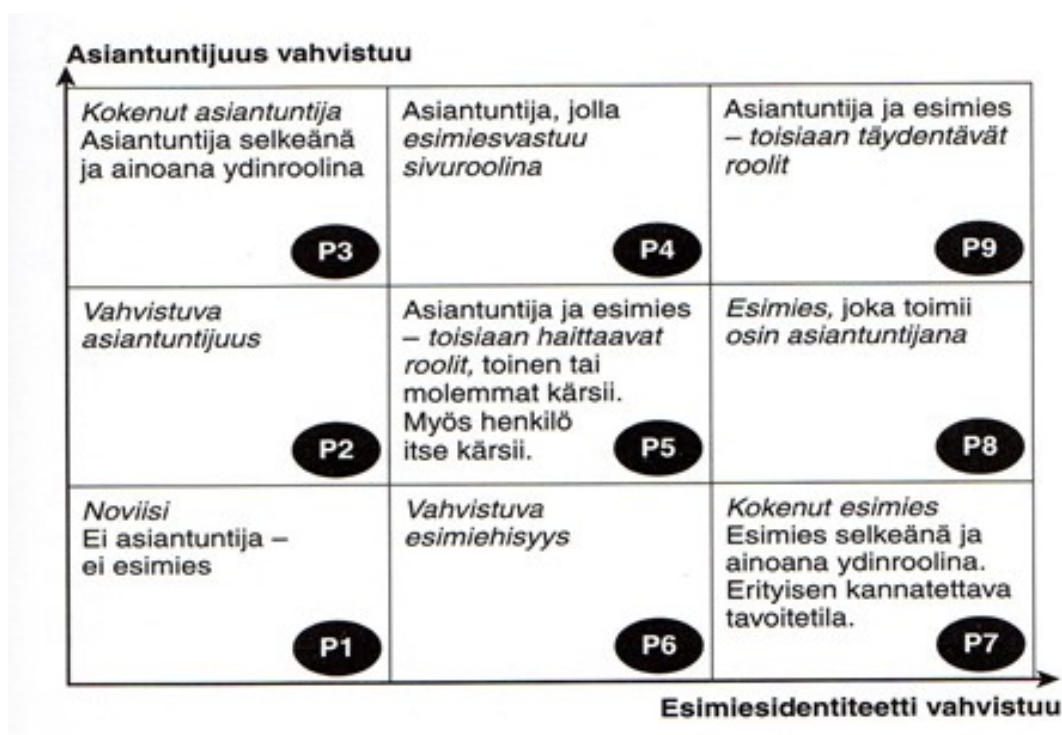 Asiantuntijuus vahvistuu
Kokenut asiantuntija
Asiantuntija selkeänä
ja ainoana ydinroolina
P3
Asiantuntija, jolla
esimiesvastuu
sivuroolina
P4
Asiantuntija ja esimies
– toisiaan täydentävät
roolit
P9
Vahvistuva
asiantuntijuus
P2
Asiantuntija ja esimies
– toisiaan haittaavat
roolit, toinen tai
molemmat kärsii.
Myös henkilö
itse kärsii.
P5
Esimies, joka toimii
osin asiantuntijana
P8
Noviisi
Ei asiantuntija –
ei esimies
P1
Vahvistuva
esimiehisyys
P6
Kokenut esimies
Esimies selkeänä ja
ainoana ydinroolina.
Erityisen kannatettava
tavoitetila.
P7
Esimiesidentiteetti vahvistuu